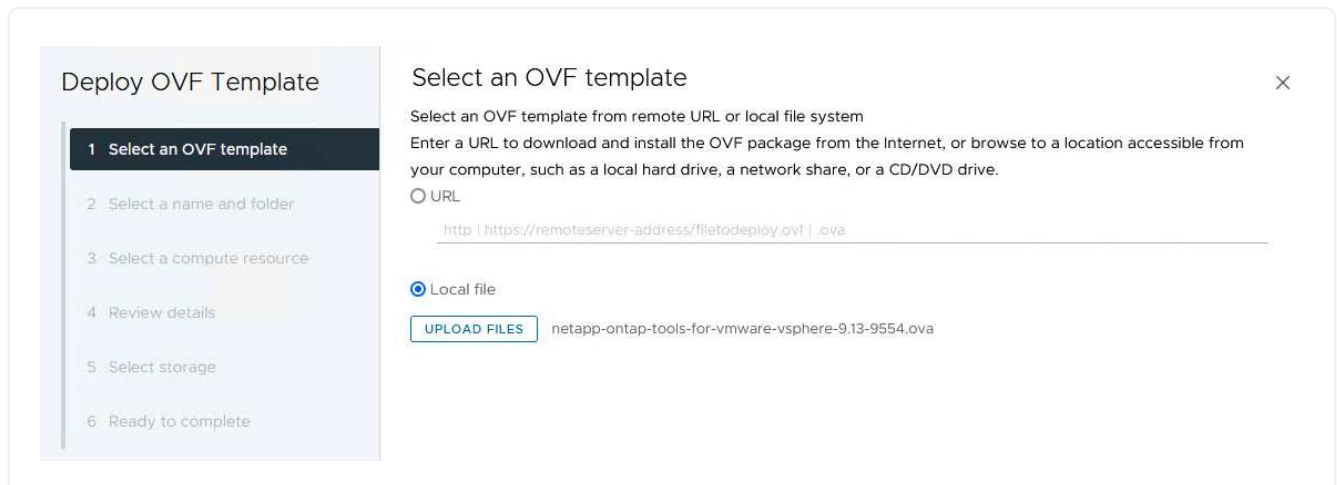 Deploy OVF Template
1 Select an OVF template
2 Select a name and folder
3 Select a compute resource
4 Review details
5 Select storage
6 Ready to complete
Select an OVF template
Select an OVF template from remote URL or local file system
Enter a URL to download and install the OVF package from the Internet, or browse to a location accessible from
your computer, such as a local hard drive, a network share, or a CD/DVD drive.
URL
http | https://remoteserver-address/filetodeploy.ovf | .ova
Local file
UPLOAD FILES netapp-ontap-tools-for-vmware-vsphere-9.13-9554.ova